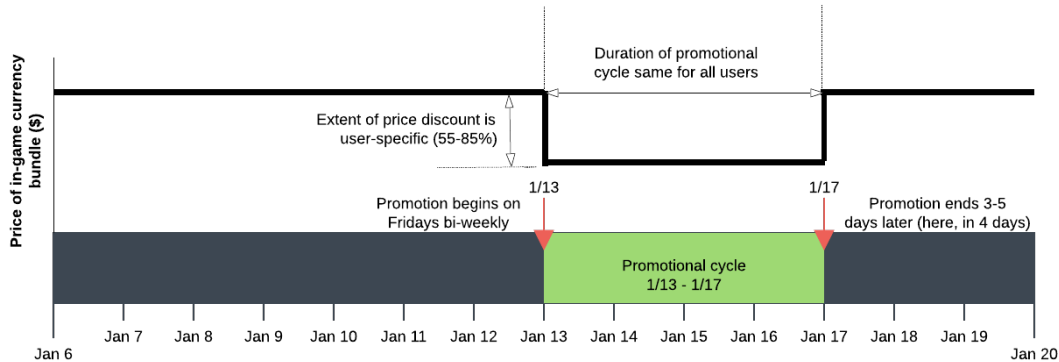 Price of in-game currency
bundle ($)
Duration of promotional
cycle same for all users
Extent of price discount is
user-specific (55-85%)
1/13
1/17
Promotion begins on
Fridays bi-weekly
Promotion ends 3-5
days later (here, in 4 days)
Promotional cycle
1/13 - 1/17
Jan 6
Jan 7
Jan 8
Jan 9
Jan 10
Jan 11
Jan 12
Jan 13
Jan 14
Jan 15
Jan 16
Jan 17
Jan 18
Jan 19
Jan 20